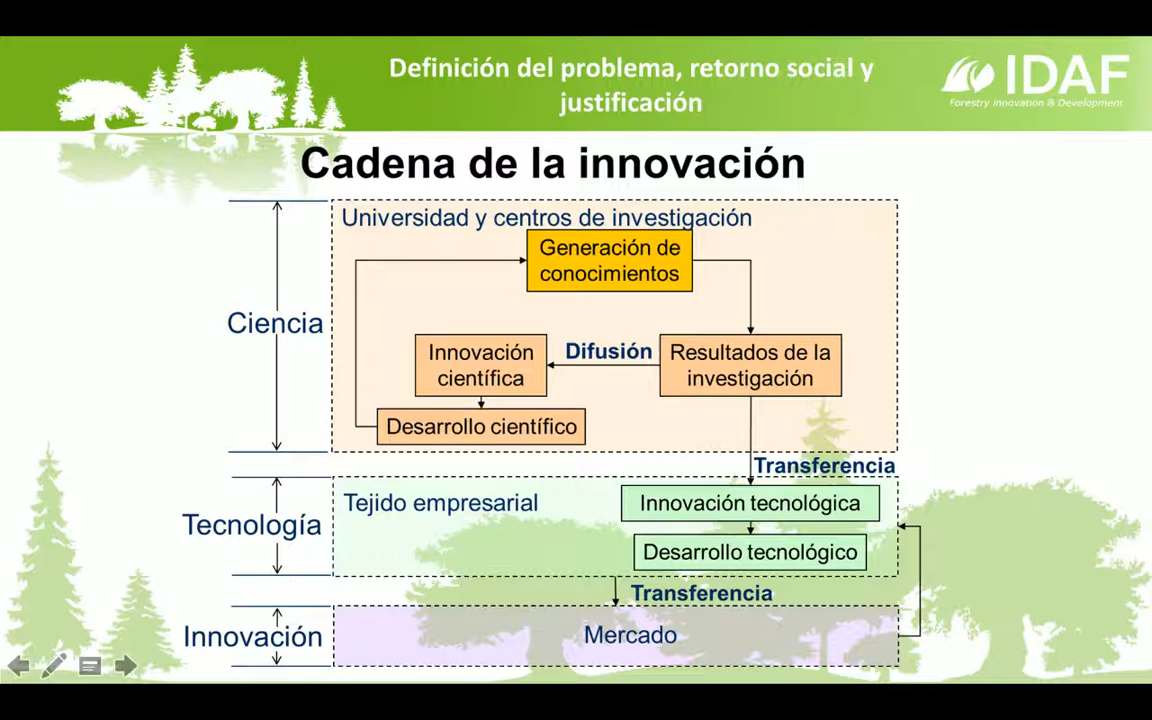 Definición del problema, retorno social y
justificación
IDAF
Forestry Innovation & Development
Cadena de la innovación
Universidad y centros de investigación
Generación de
conocimientos
Ciencia
Innovación
científica
Difusión
Resultados de la
investigación
Desarrollo científico
Transferencia
Tejido empresarial
Innovación tecnológica
Tecnología
Desarrollo tecnológico
Transferencia
Innovación
Mercado